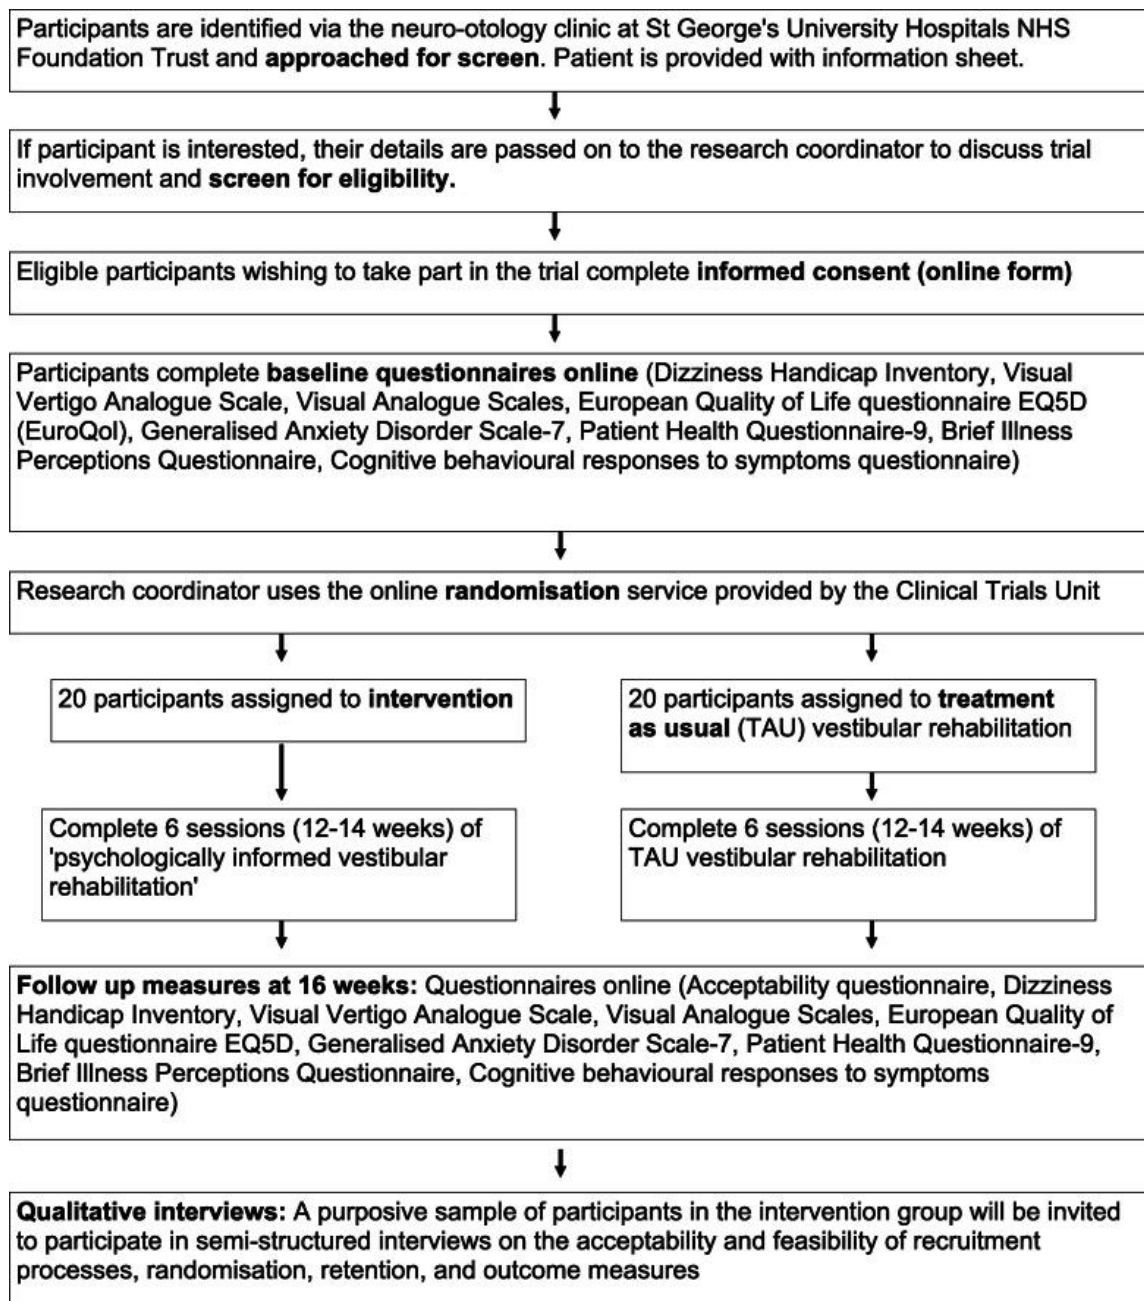 Participants are identified via the neuro-otology clinic at St George's University Hospitals NHS
Foundation Trust and approached for screen. Patient is provided with information sheet.
If participant is interested, their details are passed on to the research coordinator to discuss trial
involvement and screen for eligibility.
Eligible participants wishing to take part in the trial complete informed consent (online form)
Participants complete baseline questionnaires online (Dizziness Handicap Inventory, Visual
Vertigo Analogue Scale, Visual Analogue Scales, European Quality of Life questionnaire EQ5D
(EuroQol), Generalised Anxiety Disorder Scale-7, Patient Health Questionnaire-9, Brief Illness
Perceptions Questionnaire, Cognitive behavioural responses to symptoms questionnaire)
Research coordinator uses the online randomisation service provided by the Clinical Trials Unit
20 participants assigned to intervention
20 participants assigned to treatment
as usual (TAU) vestibular rehabilitation
Complete 6 sessions (12-14 weeks) of
'psychologically informed vestibular
rehabilitation'
Complete 6 sessions (12-14 weeks) of
TAU vestibular rehabilitation
Follow up measures at 16 weeks: Questionnaires online (Acceptability questionnaire, Dizziness
Handicap Inventory, Visual Vertigo Analogue Scale, Visual Analogue Scales, European Quality of
Life questionnaire EQ5D, Generalised Anxiety Disorder Scale-7, Patient Health Questionnaire-9,
Brief Illness Perceptions Questionnaire, Cognitive behavioural responses to symptoms
questionnaire)
Qualitative interviews: A purposive sample of participants in the intervention group will be invited
to participate in semi-structured interviews on the acceptability and feasibility of recruitment
processes, randomisation, retention, and outcome measures